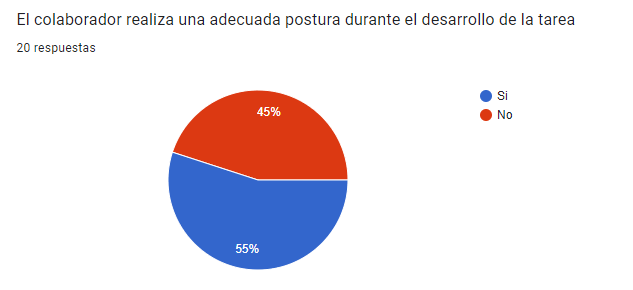 El colaborador realiza una adecuada postura durante el desarrollo de la tarea
20 respuestas
45%
55%
Si
No